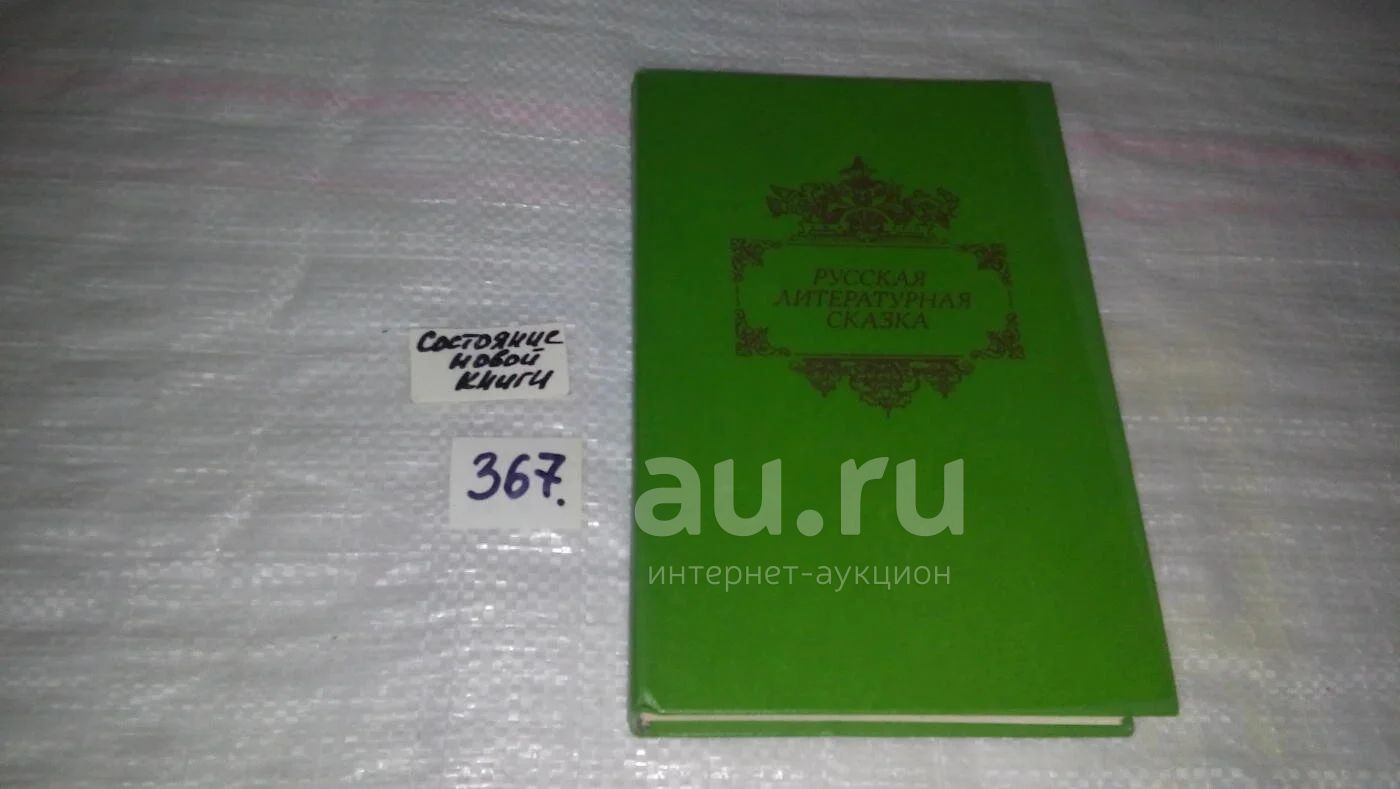 РУССКАЯ
ЛИТЕРАТУРНАЯ
СКАЗКА
Состояние
новой
книги
367.
au.ru
интернет-аукцион